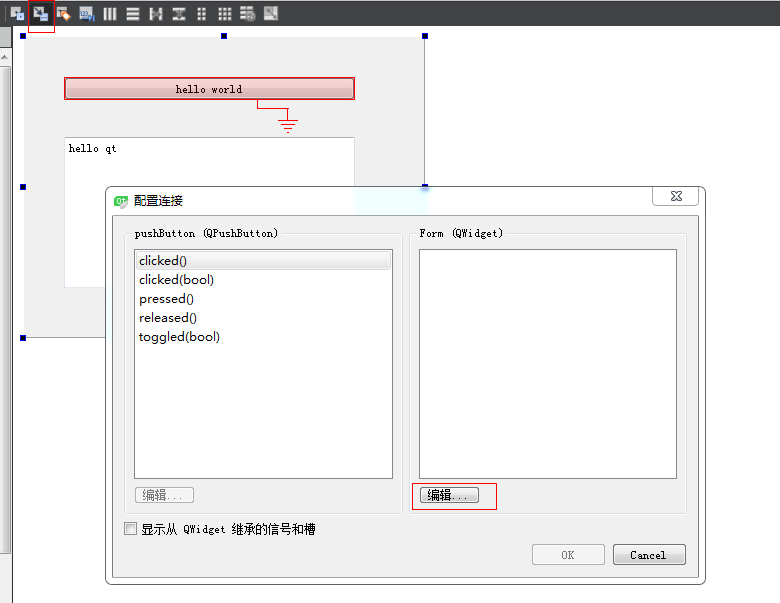 hello world
hello qt
配置连接
pushButton (QPushButton)
Form (QWidget)
clicked()
clicked(bool)
pressed()
released()
toggled(bool)
编辑...
编辑...
显示从 QWidget 继承的信号和槽
OK
Cancel